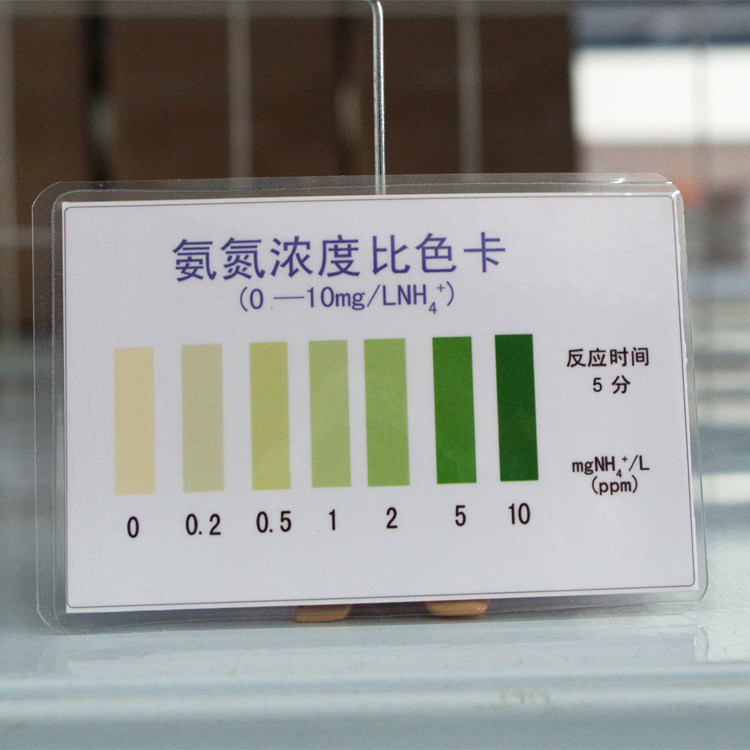 氨氮浓度比色卡
(0 —10mg/LNH₄⁺)
反应时间
5 分
mgNH₄⁺/L
(ppm)
0 0.2 0.5 1 2 5 10